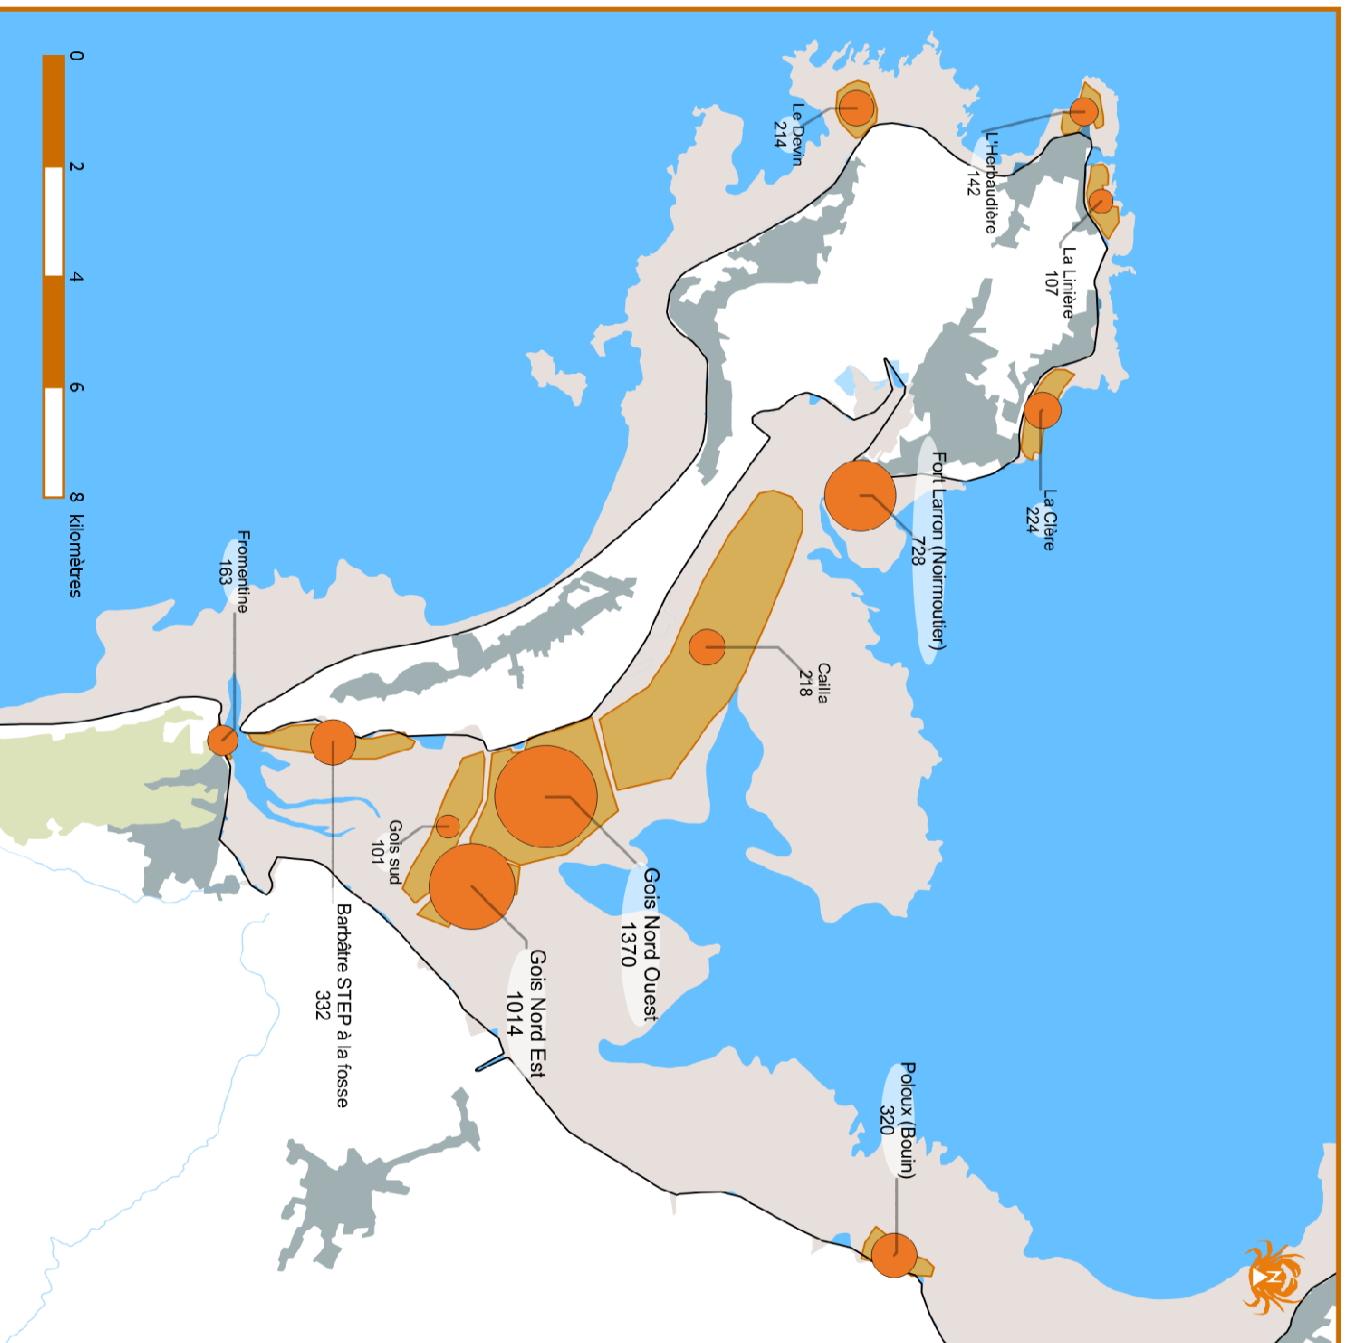 L'Herbaudière
142
La Linière
107
Le Devin
214
La Clère
224
Fort Larron (Noirmoutier)
728
Cailla
218
Gois Nord Ouest
1370
Gois Nord Est
1014
Gois sud
101
Poloux (Bouin)
320
Barbâtre STEP à la fosse
332
Fromentine
163
0 2 4 6 8 kilomètres
N